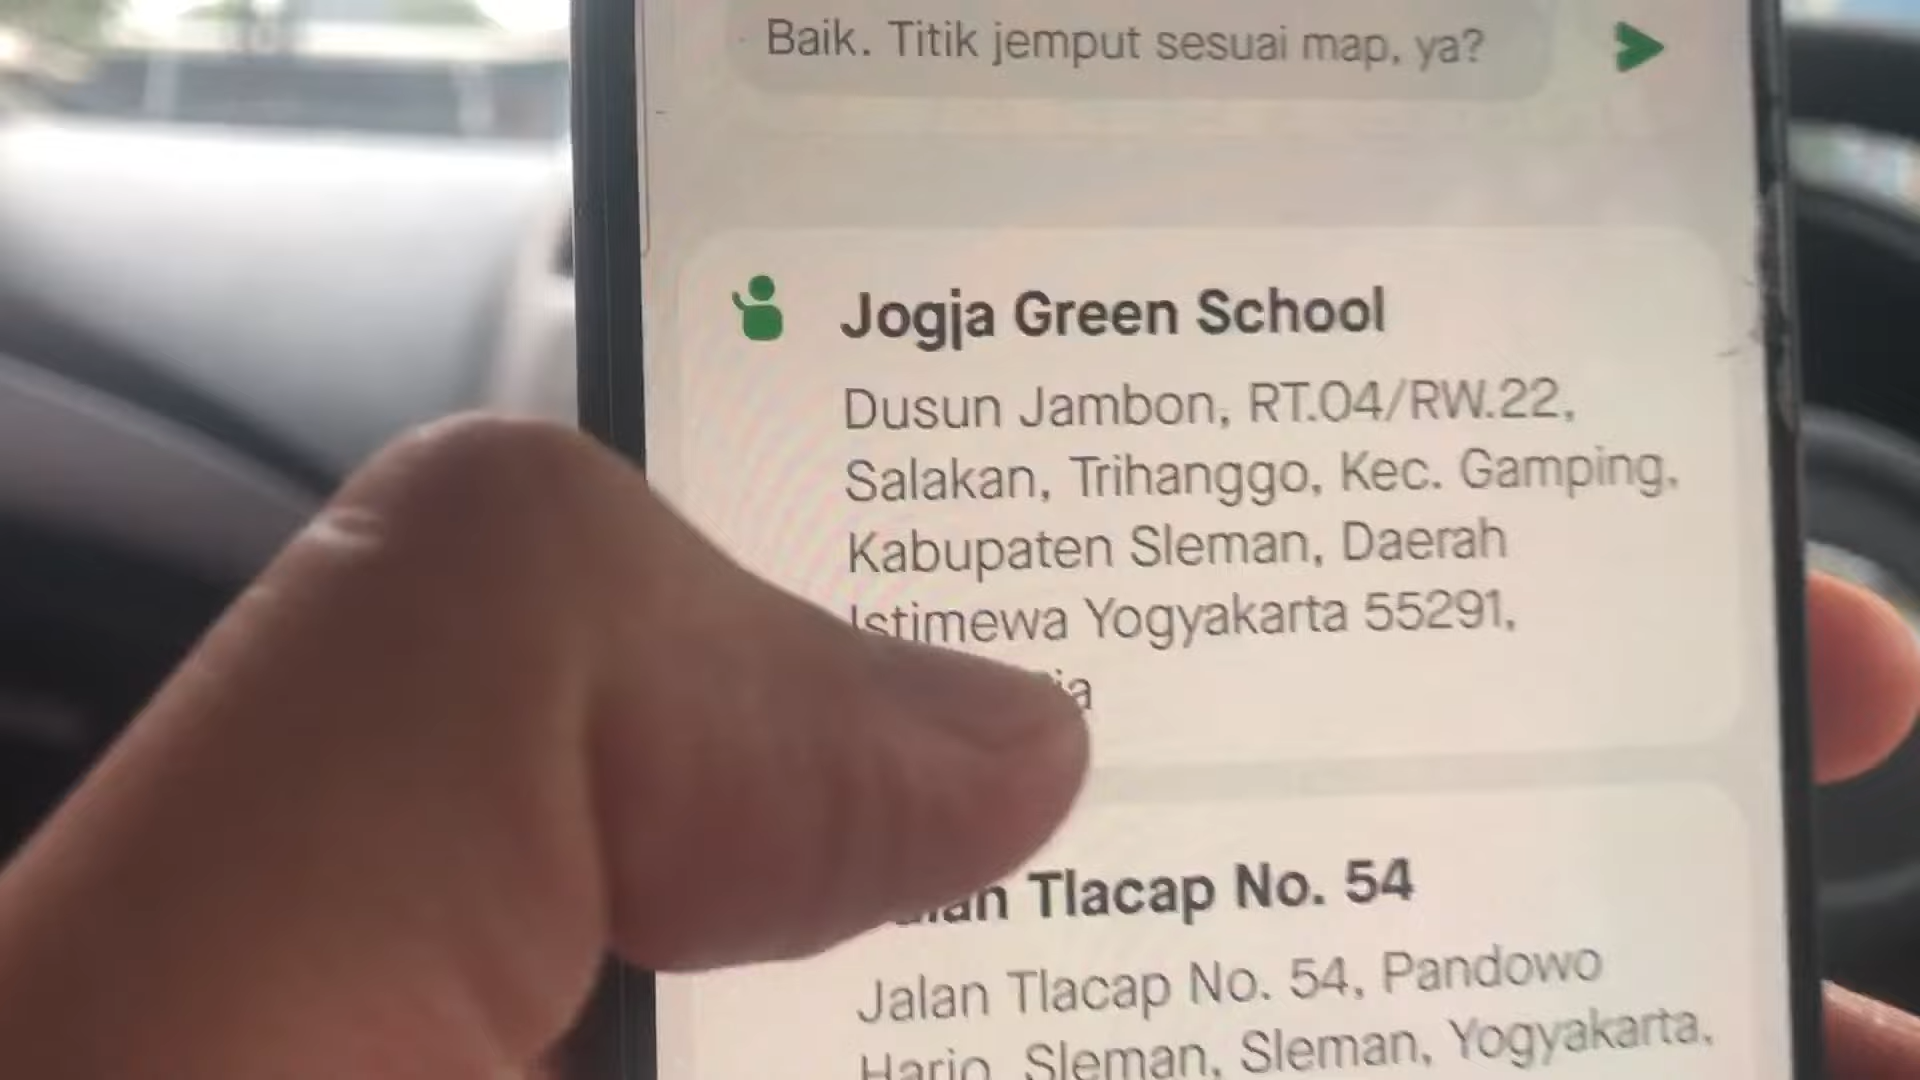 Baik. Titik jemput sesuai map, ya?
Jogja Green School
Dusun Jambon, RT.04/RW.22,
Salakan, Trihanggo, Kec. Gamping,
Kabupaten Sleman, Daerah
Istimewa Yogyakarta 55291,
Tlacap No. 54
Jalan Tlacap No. 54, Pandowo
Harjo, Sleman, Sleman, Yogyakarta,